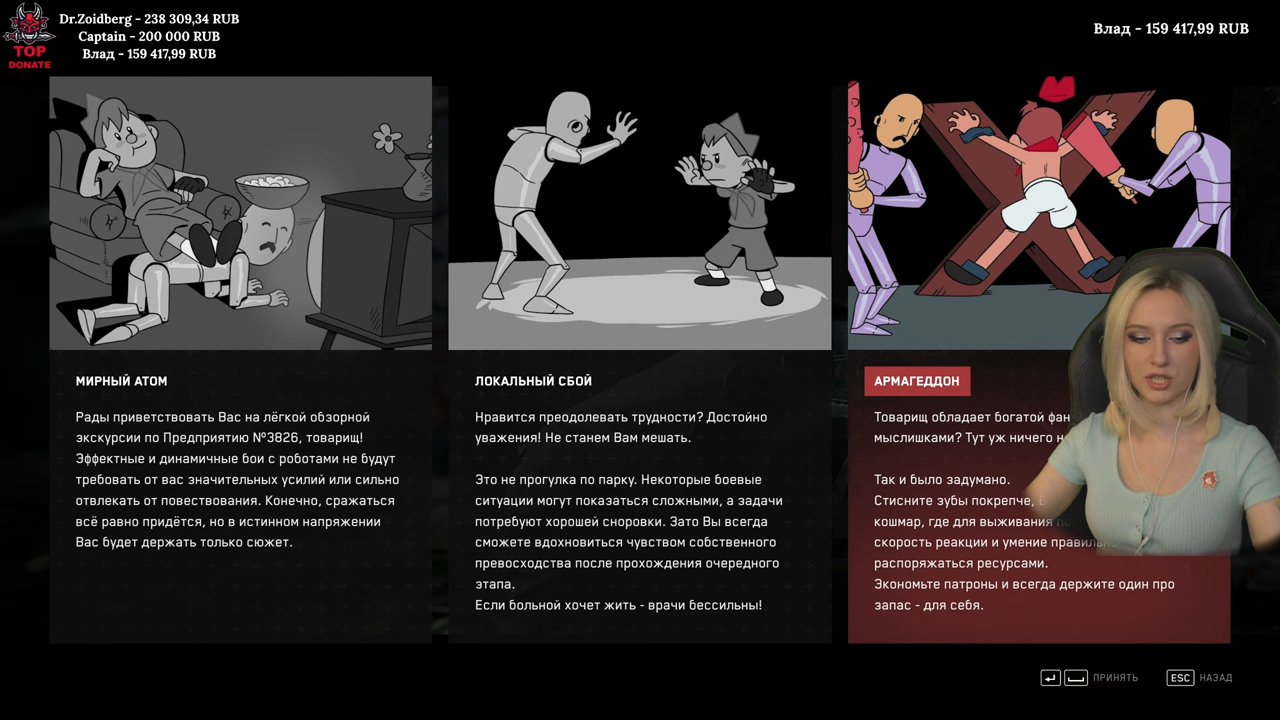 Dr.Zoidberg - 238 309,34 RUB
Captain - 200 000 RUB
Влад - 159 417,99 RUB
TOP
DONATE
Влад - 159 417,99 RUB
МИРНЫЙ АТОМ
Рады приветствовать Вас на лёгкой обзорной
экскурсии по Предприятию №3826, товарищ!
Эффектные и динамичные бои с роботами не будут
требовать от вас значительных усилий или сильно
отвлекать от повествования. Конечно, сражаться
всё равно придётся, но в истинном напряжении
Вас будет держать только сюжет.
ЛОКАЛЬНЫЙ СБОЙ
Нравится преодолевать трудности? Достойно
уважения! Не станем Вам мешать.
Это не прогулка по парку. Некоторые боевые
ситуации могут показаться сложными, а задачи
потребуют хорошей сноровки. Зато Вы всегда
сможете вдохновиться чувством собственного
превосходства после прохождения очередного
этапа.
Если больной хочет жить - врачи бессильны!
АРМАГЕДДОН
Товарищ обладает богатой
мыслишками? Тут уж ничего
Так и было задумано.
Стисните зубы покрепче,
кошмар, где для выживания
скорость реакции и умение
распоряжаться ресурсами.
Экономьте патроны и всегда держите один про
запас - для себя.
ПРИНЯТЬ
ESC НАЗАД